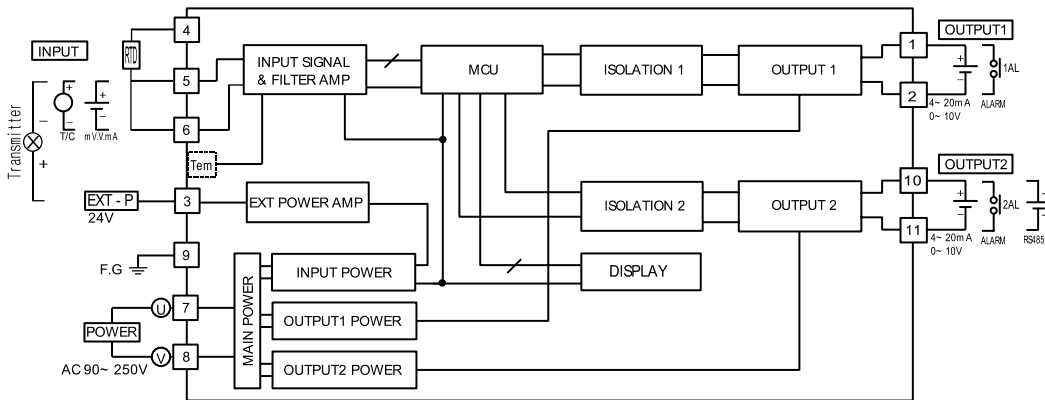 INPUT
RTD
4
5
6
Transmitter
−
+
+
−
T/C
+
−
mV.V.mA
Tem
INPUT SIGNAL
& FILTER AMP
MCU
ISOLATION 1
OUTPUT 1
1
2
OUTPUT1
+
−
4~ 20mA
0~ 10V
1AL
ALARM
EXT - P
24V
3
EXT POWER AMP
ISOLATION 2
OUTPUT 2
10
11
OUTPUT2
+
−
4~ 20mA
0~ 10V
2AL
ALARM
+
−
RS485
F.G
9
INPUT POWER
DISPLAY
MAIN POWER
U
7
OUTPUT1 POWER
POWER
V
8
AC 90~ 250V
OUTPUT2 POWER